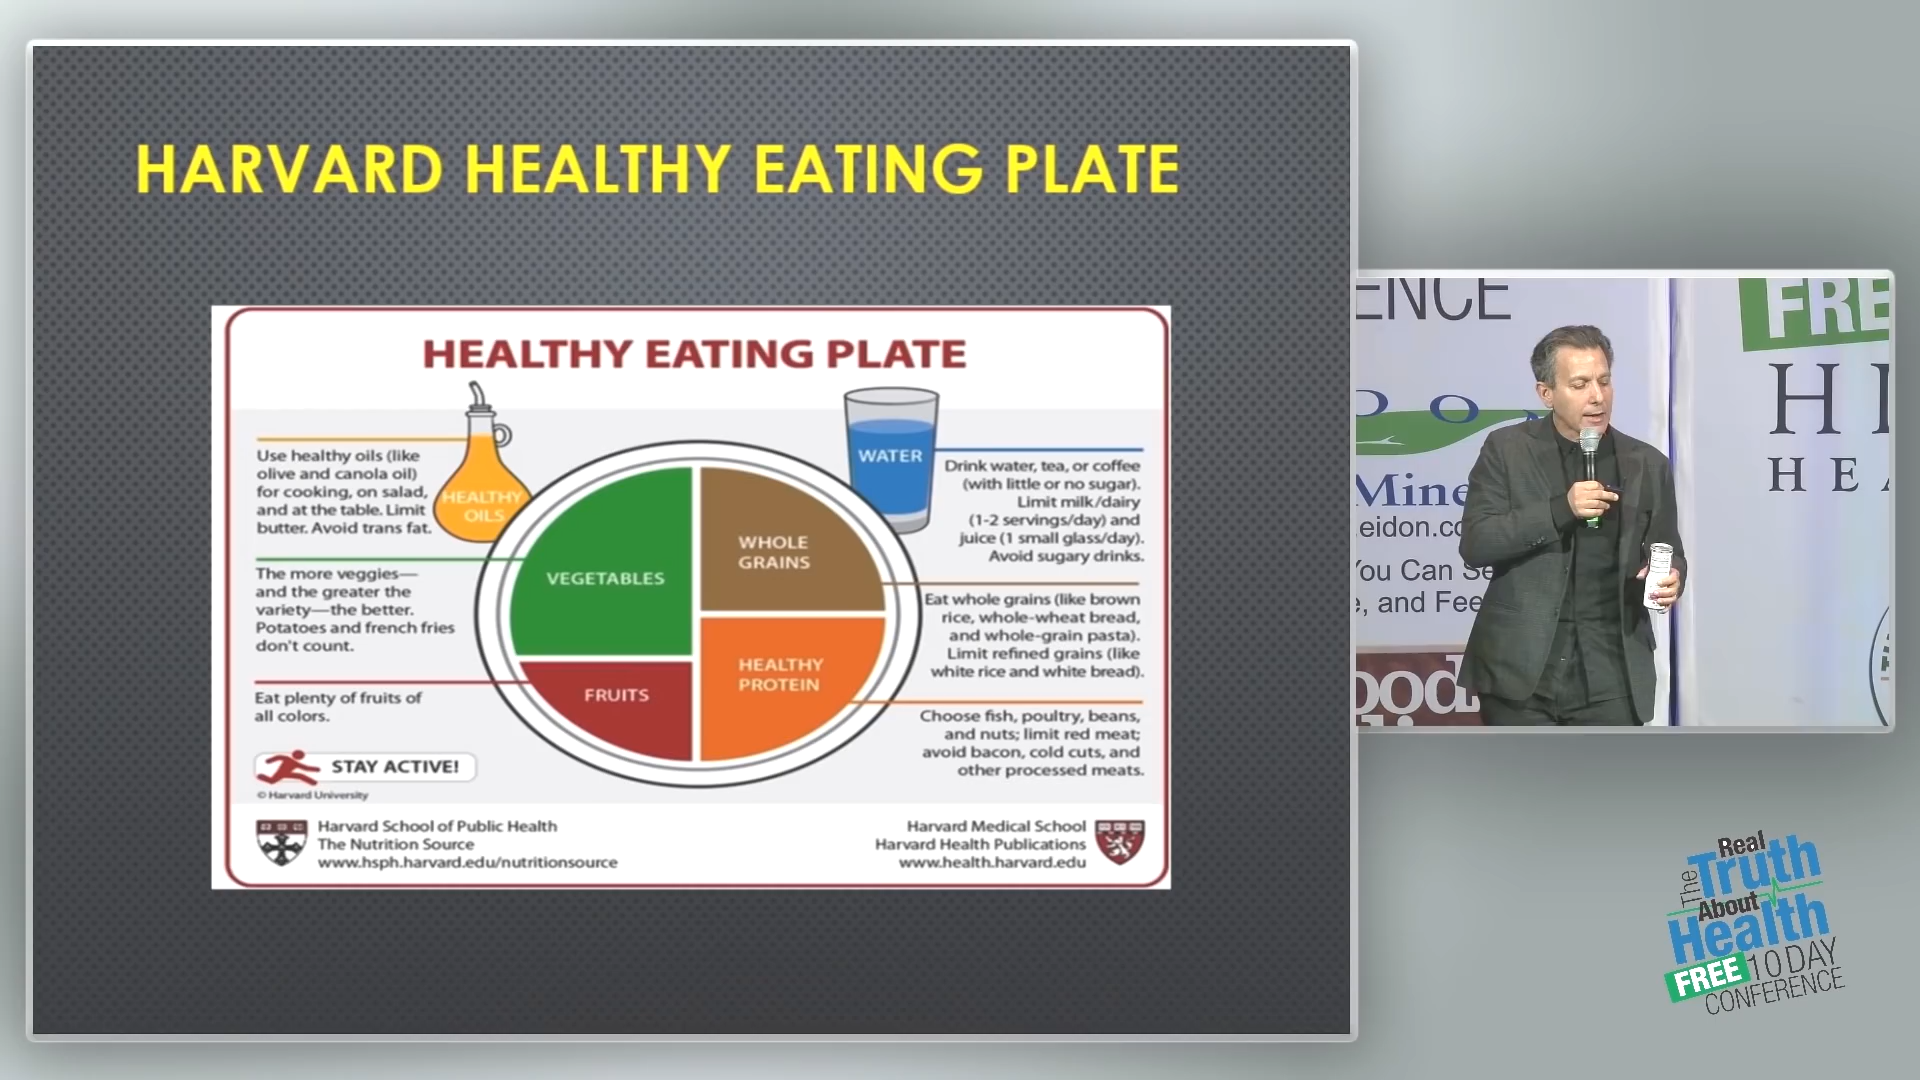 HARVARD HEALTHY EATING PLATE
HEALTHY EATING PLATE
Use healthy oils (like
olive and canola oil)
for cooking, on salad,
and at the table. Limit
butter. Avoid trans fat.
HEALTHY
OILS
The more veggies—
and the greater the
variety—the better.
Potatoes and french fries
don't count.
Eat plenty of fruits of
all colors.
STAY ACTIVE!
© Harvard University
VEGETABLES
FRUITS
WHOLE
GRAINS
HEALTHY
PROTEIN
WATER
Drink water, tea, or coffee
(with little or no sugar).
Limit milk/dairy
(1-2 servings/day) and
juice (1 small glass/day).
Avoid sugary drinks.
Eat whole grains (like brown
rice, whole-wheat bread,
and whole-grain pasta).
Limit refined grains (like
white rice and white bread).
Choose fish, poultry, beans,
and nuts; limit red meat;
avoid bacon, cold cuts, and
other processed meats.
Harvard School of Public Health
The Nutrition Source
www.hsph.harvard.edu/nutritionsource
Harvard Medical School
Harvard Health Publications
www.health.harvard.edu
ENCE
Mine
eidon.co
You Can Se
, and Fee
ood
FRE
H
HE
The Real
Truth
About
Health
FREE 10 DAY
CONFERENCE